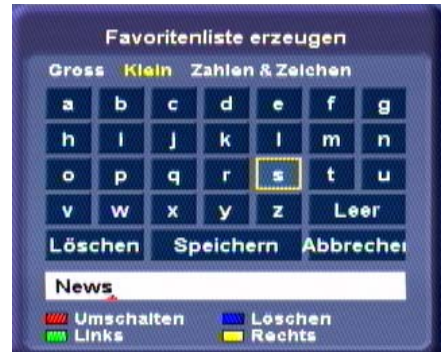 Favoritenliste erzeugen
Gross Klein Zahlen & Zeichen
a b c d e f g
h i j k l m n
o p q r s t u
v w x y z Leer
Löschen Speichern Abbrechen
News
Umschalten Löschen
Links Rechts